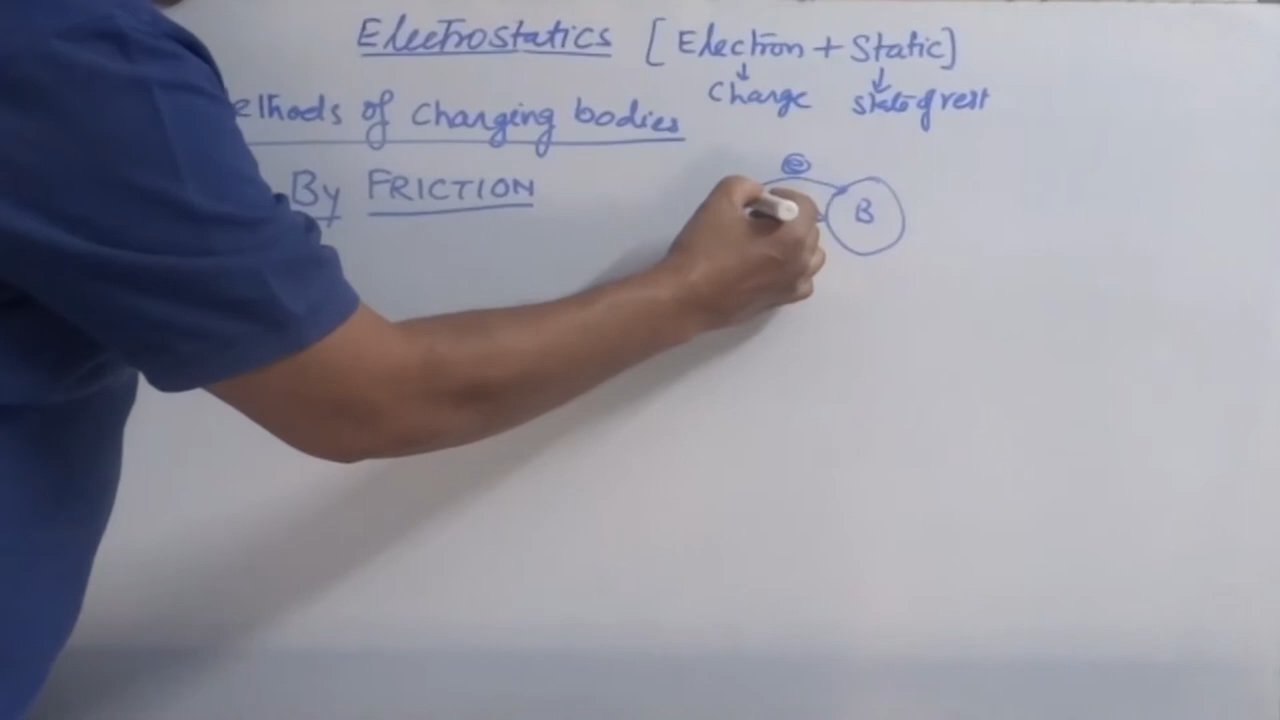 Electrostatics [Electron + Static]
Charge state of rest
ethods of Charging bodies
By FRICTION
e
B